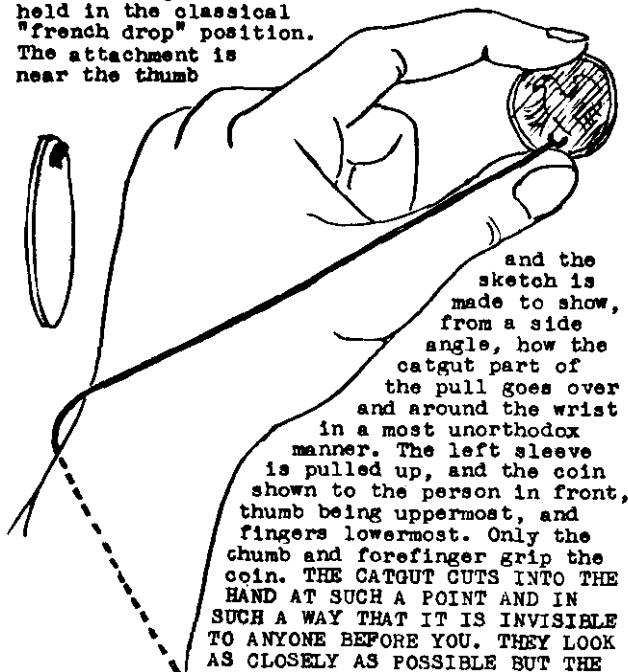 held in the classical
"french drop" position.
The attachment is
near the thumb
and the
sketch is
made to show,
from a side
angle, how the
catgut part of
the pull goes over
and around the wrist
in a most unorthodox
manner. The left sleeve
is pulled up, and the coin
shown to the person in front,
thumb being uppermost, and
fingers lowermost. Only the
thumb and forefinger grip the
coin. THE CATGUT CUTS INTO THE
HAND AT SUCH A POINT AND IN
SUCH A WAY THAT IT IS INVISIBLE
TO ANYONE BEFORE YOU. THEY LOOK
AS CLOSELY AS POSSIBLE BUT THE